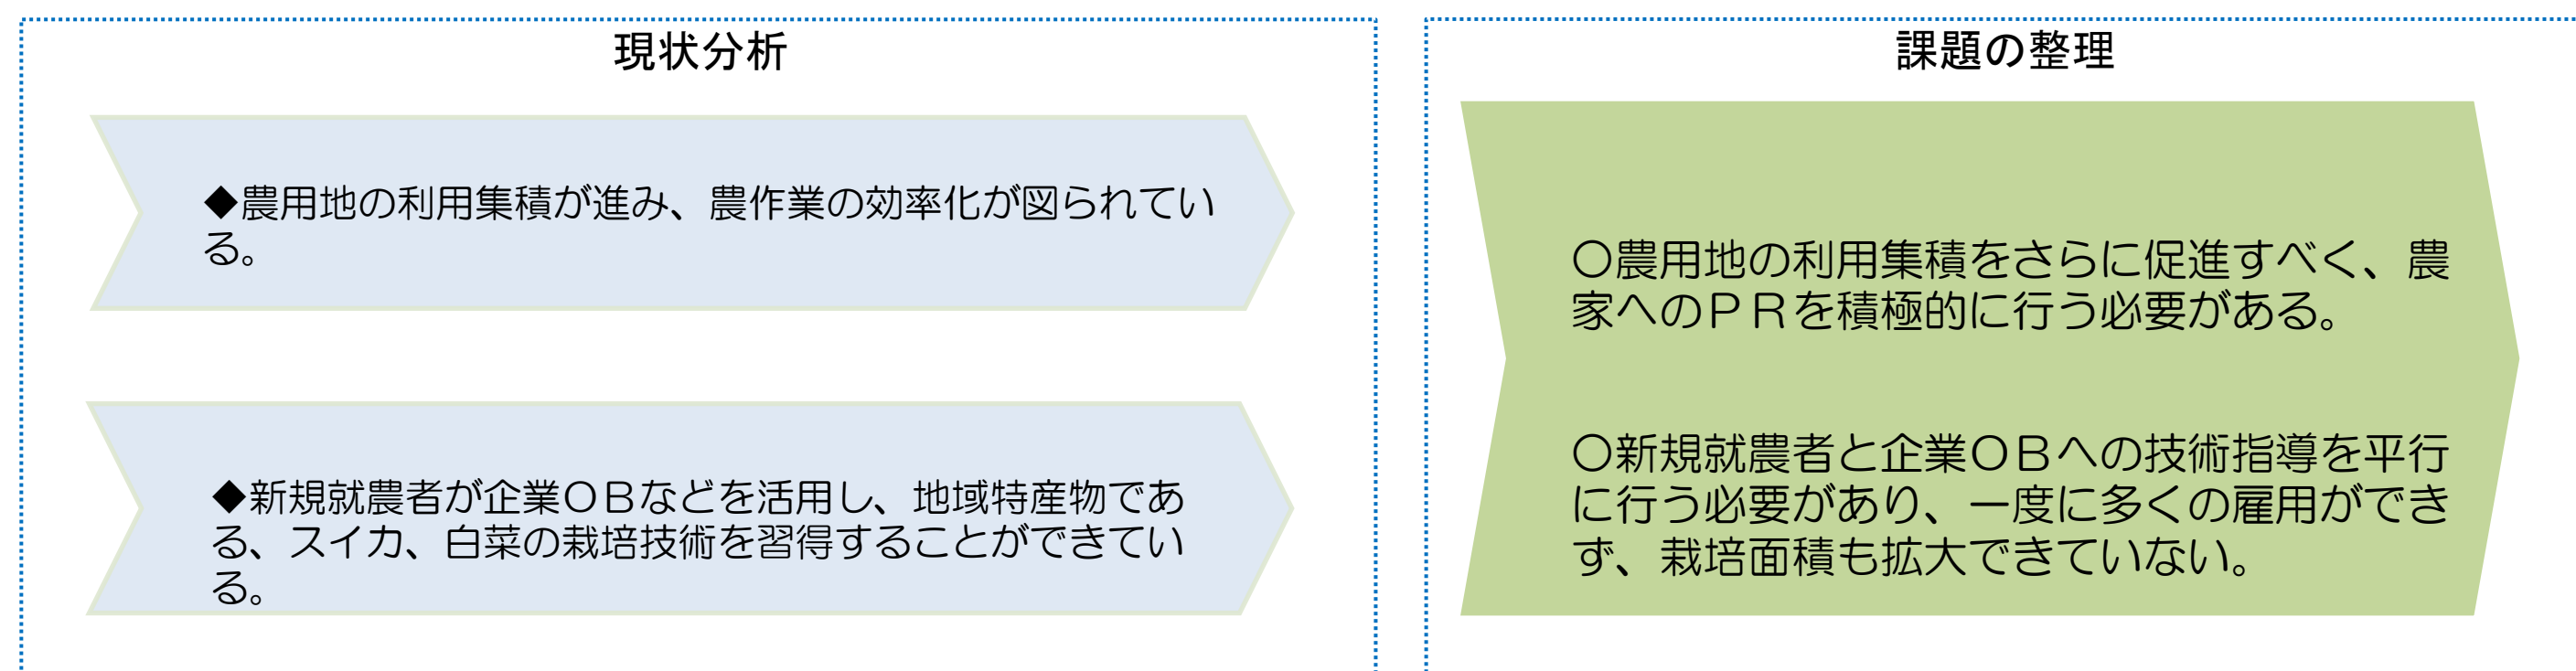 現状分析
◆農用地の利用集積が進み、農作業の効率化が図られてい
る。
◆新規就農者が企業ＯＢなどを活用し、地域特産物であ
る、スイカ、白菜の栽培技術を習得することができてい
る。
課題の整理
〇農用地の利用集積をさらに促進すべく、農
家へのＰＲを積極的に行う必要がある。
〇新規就農者と企業ＯＢへの技術指導を平行
に行う必要があり、一度に多くの雇用ができ
ず、栽培面積も拡大できていない。